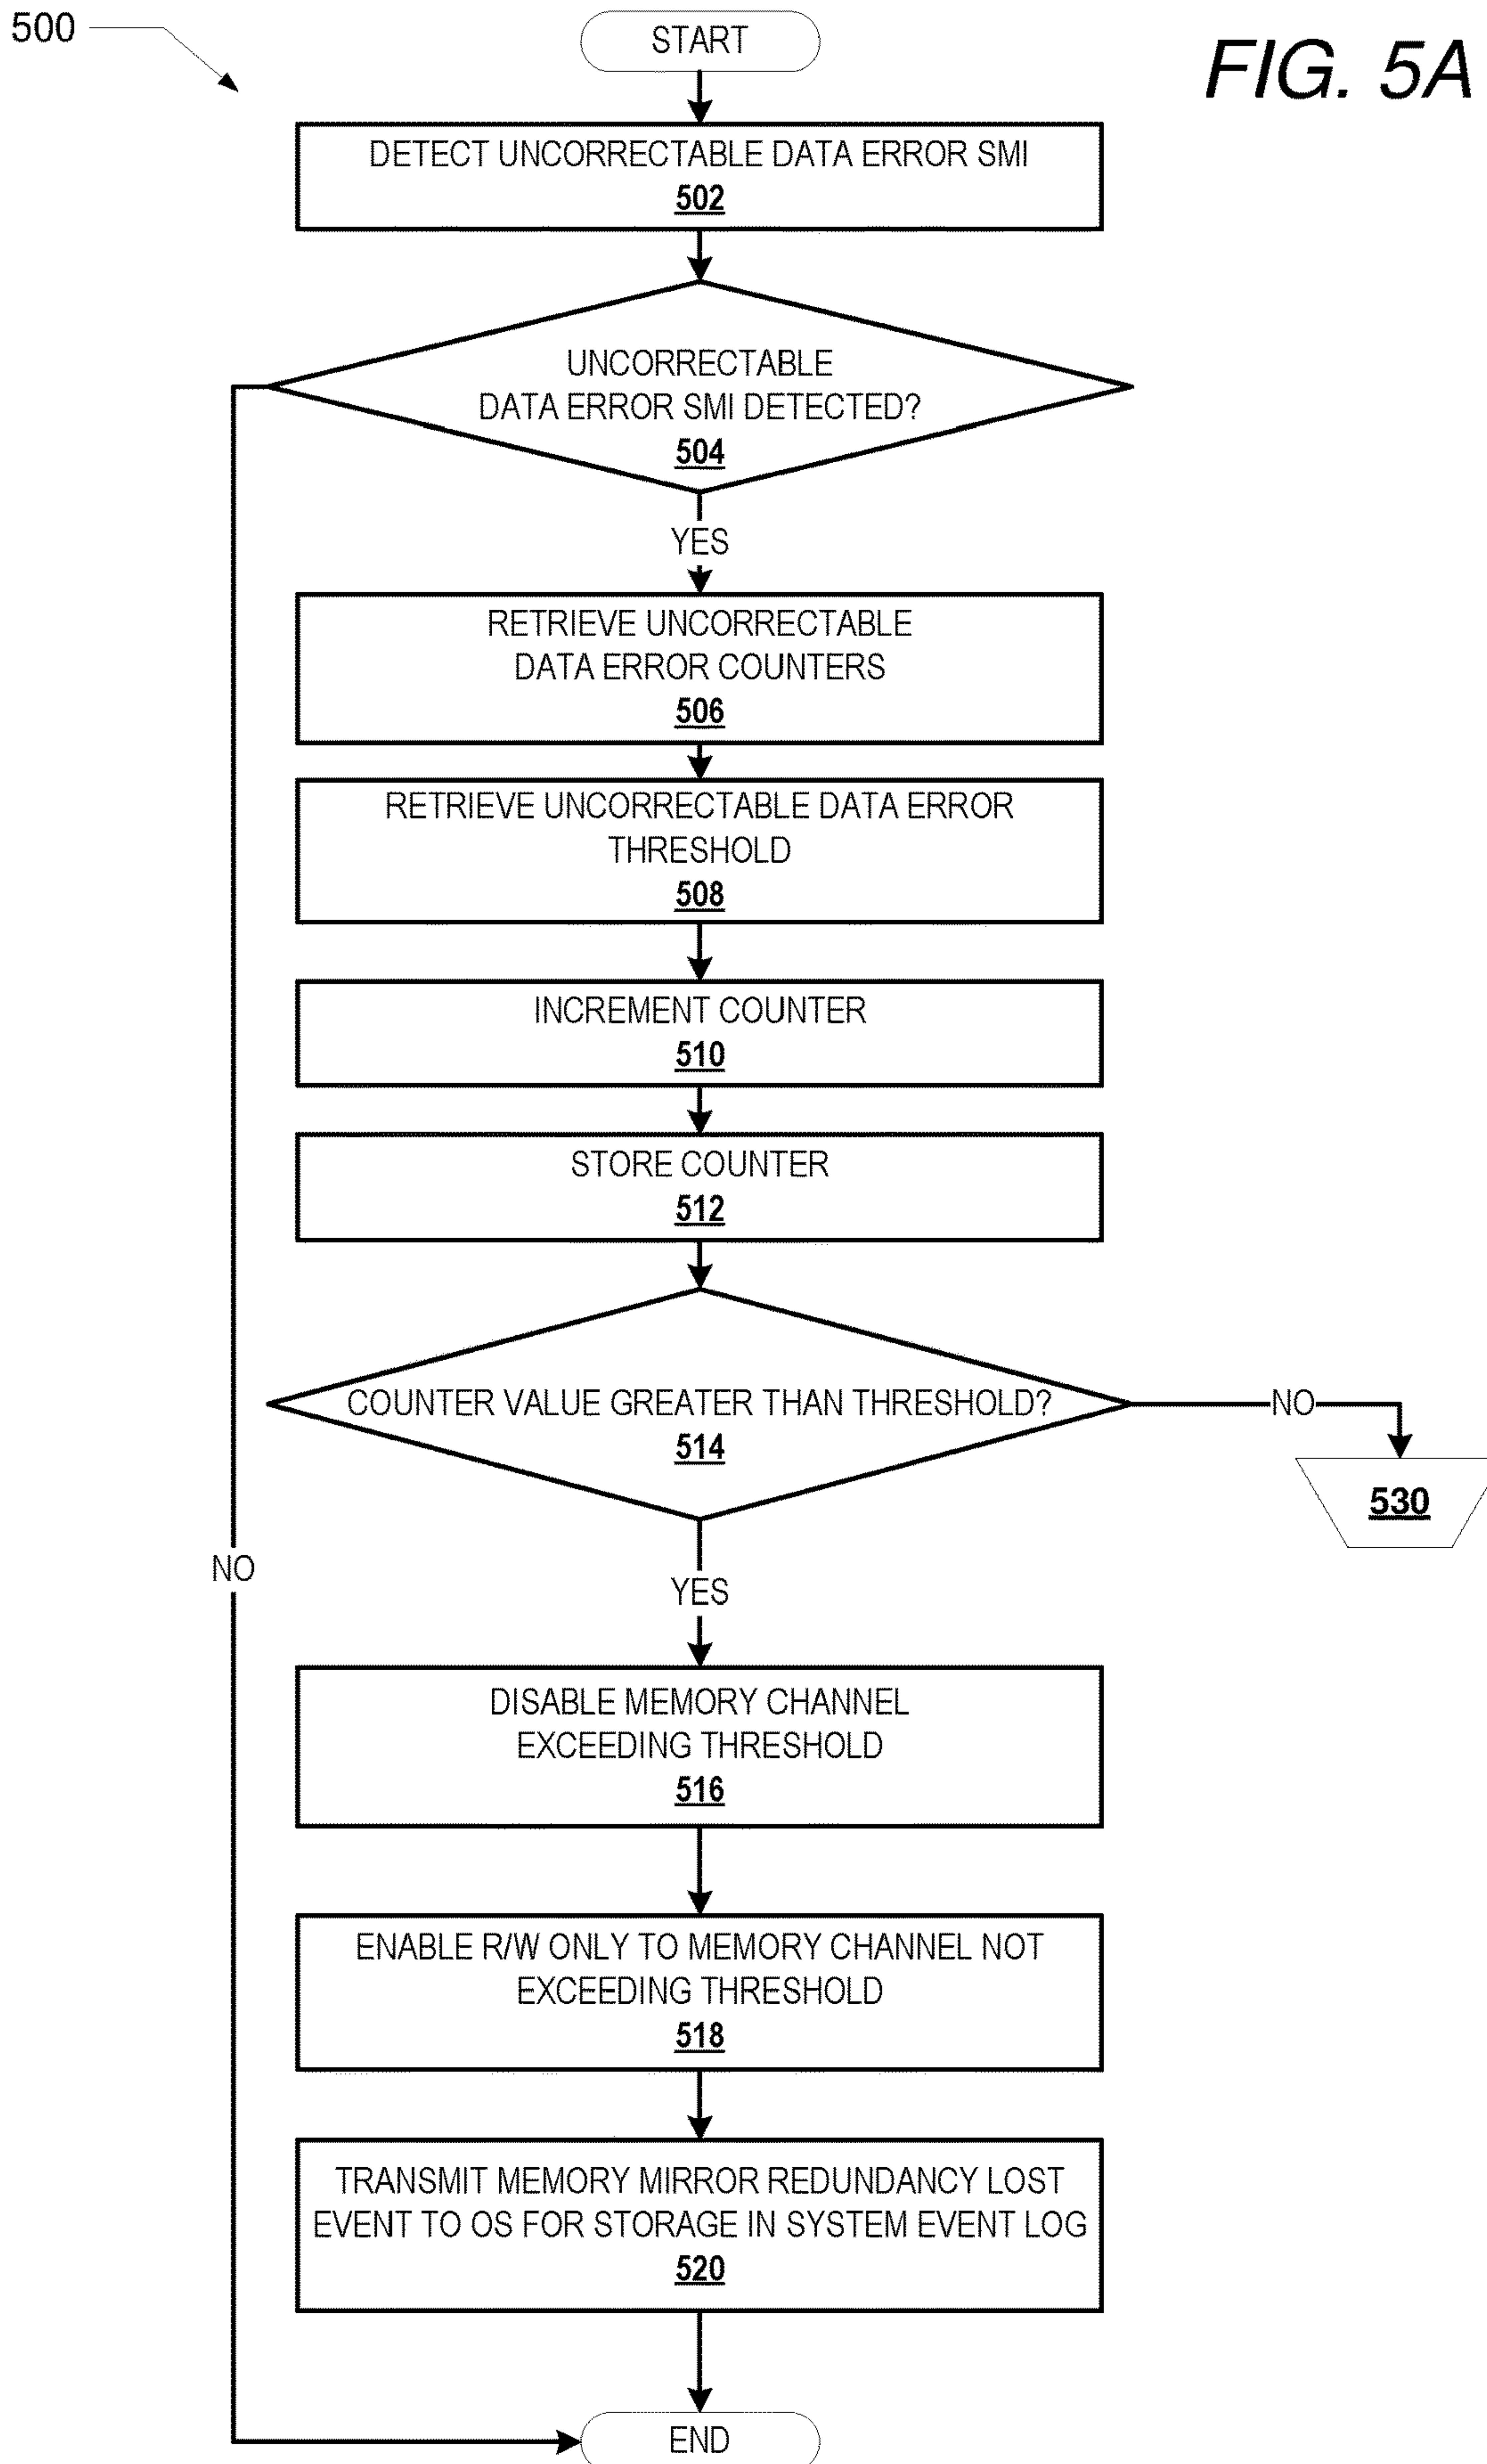 500
START
FIG. 5A
DETECT UNCORRECTABLE DATA ERROR SMI
502
UNCORRECTABLE
DATA ERROR SMI DETECTED?
504
YES
RETRIEVE UNCORRECTABLE
DATA ERROR COUNTERS
506
RETRIEVE UNCORRECTABLE DATA ERROR
THRESHOLD
508
INCREMENT COUNTER
510
STORE COUNTER
512
COUNTER VALUE GREATER THAN THRESHOLD?
514
NO
530
NO
YES
DISABLE MEMORY CHANNEL
EXCEEDING THRESHOLD
516
ENABLE R/W ONLY TO MEMORY CHANNEL NOT
EXCEEDING THRESHOLD
518
TRANSMIT MEMORY MIRROR REDUNDANCY LOST
EVENT TO OS FOR STORAGE IN SYSTEM EVENT LOG
520
END